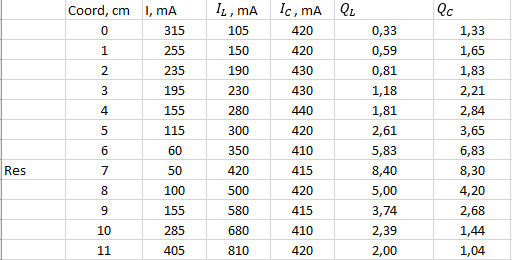 Coord, cm I, mA I_L, mA I_C, mA Q_L Q_C
0 315 105 420 0,33 1,33
1 255 150 420 0,59 1,65
2 235 190 430 0,81 1,83
3 195 230 430 1,18 2,21
4 155 280 440 1,81 2,84
5 115 300 420 2,61 3,65
6 60 350 410 5,83 6,83
Res 7 50 420 415 8,40 8,30
8 100 500 420 5,00 4,20
9 155 580 415 3,74 2,68
10 285 680 410 2,39 1,44
11 405 810 420 2,00 1,04